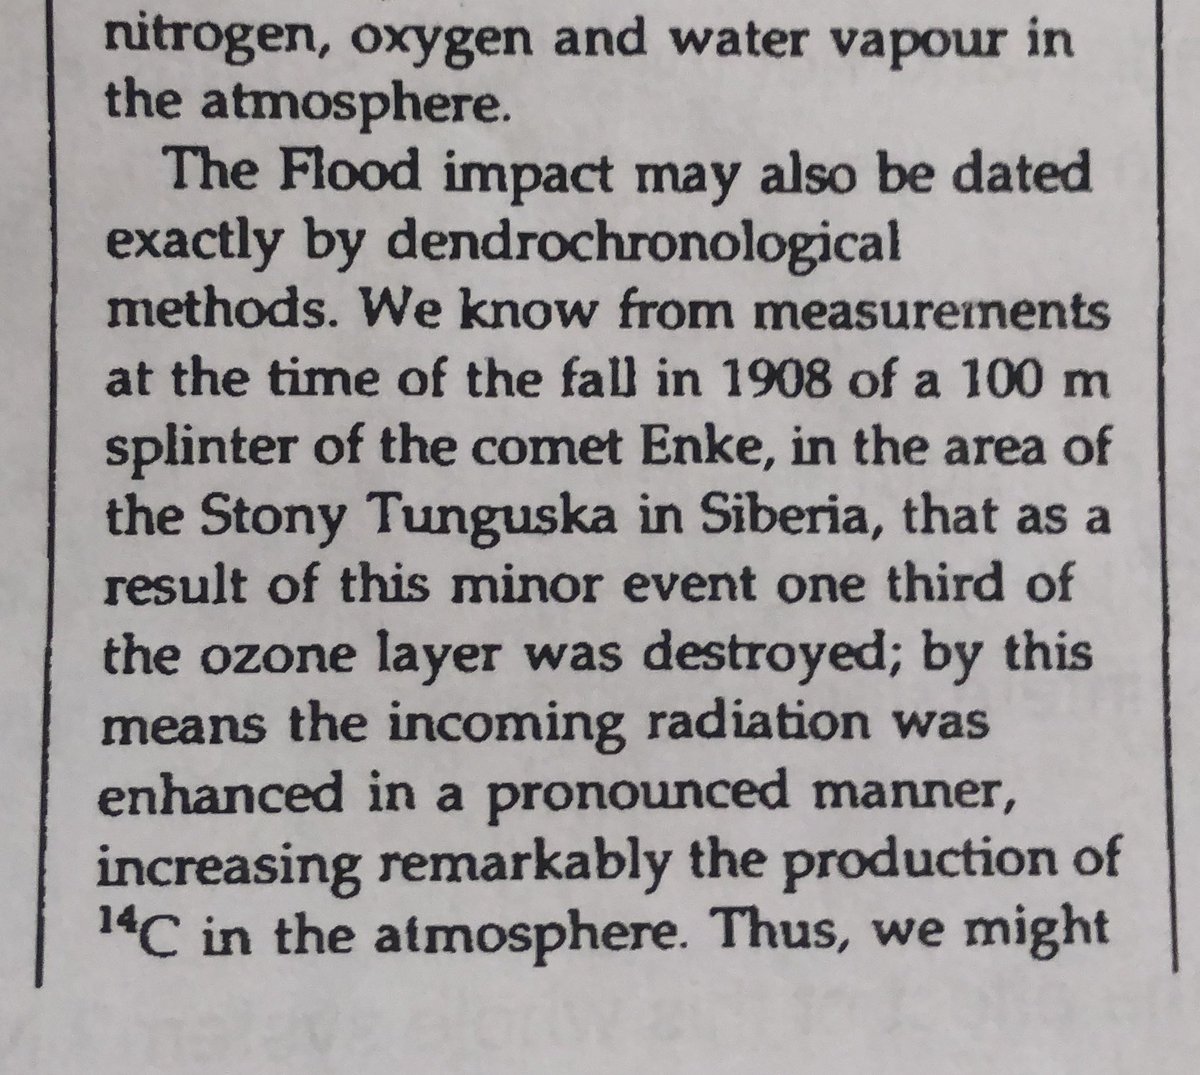 nitrogen, oxygen and water vapour in
the atmosphere.
The Flood impact may also be dated
exactly by dendrochronological
methods. We know from measurements
at the time of the fall in 1908 of a 100 m
splinter of the comet Enke, in the area of
the Stony Tunguska in Siberia, that as a
result of this minor event one third of
the ozone layer was destroyed; by this
means the incoming radiation was
enhanced in a pronounced manner,
increasing remarkably the production of
¹⁴C in the atmosphere. Thus, we might